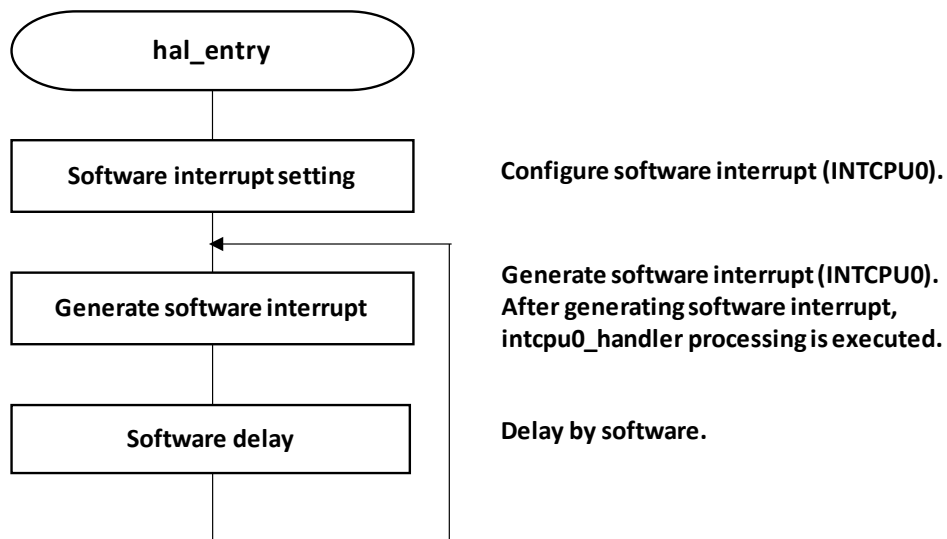 hal_entry
Software interrupt setting
Configure software interrupt (INTCPU0).
Generate software interrupt
Generate software interrupt (INTCPU0).
After generating software interrupt,
intcpu0_handler processing is executed.
Software delay
Delay by software.